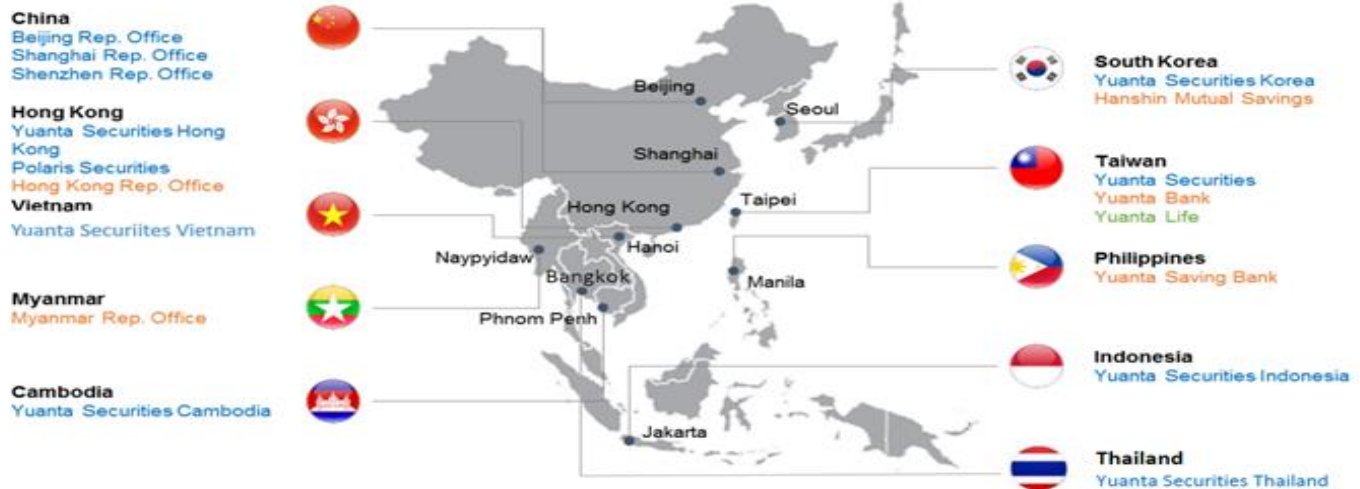 China
Beijing Rep. Office
Shanghai Rep. Office
Shenzhen Rep. Office
Hong Kong
Yuanta Securities Hong
Kong
Polaris Securities
Hong Kong Rep. Office
Vietnam
Yuanta Securiites Vietnam
Myanmar
Myanmar Rep. Office
Cambodia
Yuanta Securities Cambodia
Beijing
Seoul
Shanghai
Hong Kong
Taipei
Hanoi
Naypyidaw
Bangkok
Manila
Phnom Penh
Jakarta
South Korea
Yuanta Securities Korea
Hanshin Mutual Savings
Taiwan
Yuanta Securities
Yuanta Bank
Yuanta Life
Philippines
Yuanta Saving Bank
Indonesia
Yuanta Securities Indonesia
Thailand
Yuanta Securities Thailand